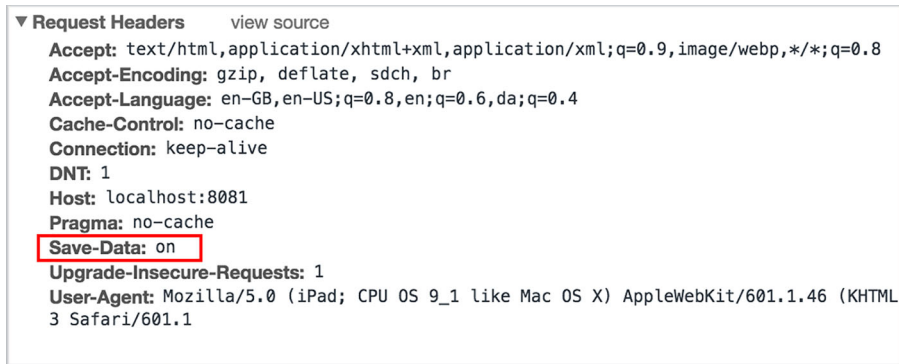 ▼ Request Headers view source
Accept: text/html,application/xhtml+xml,application/xml;q=0.9,image/webp,*/*;q=0.8
Accept-Encoding: gzip, deflate, sdch, br
Accept-Language: en-GB,en-US;q=0.8,en;q=0.6,da;q=0.4
Cache-Control: no-cache
Connection: keep-alive
DNT: 1
Host: localhost:8081
Pragma: no-cache
Save-Data: on
Upgrade-Insecure-Requests: 1
User-Agent: Mozilla/5.0 (iPad; CPU OS 9_1 like Mac OS X) AppleWebKit/601.1.46 (KHTML
3 Safari/601.1